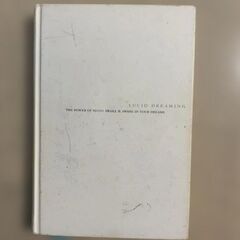 LUCID DREAMING
THE POWER OF BEING AWAKE & AWARE IN YOUR DREAMS